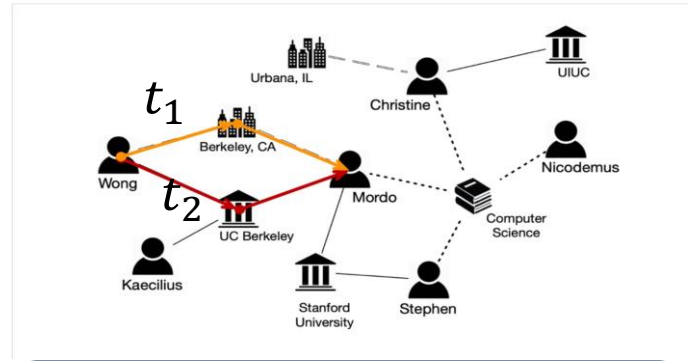 Urbana, IL
UIUC
Christine
t₁
Berkeley, CA
Wong
Nicodemus
Mordo
t₂
Computer
Science
UC Berkeley
Kaecilius
Stanford
University
Stephen